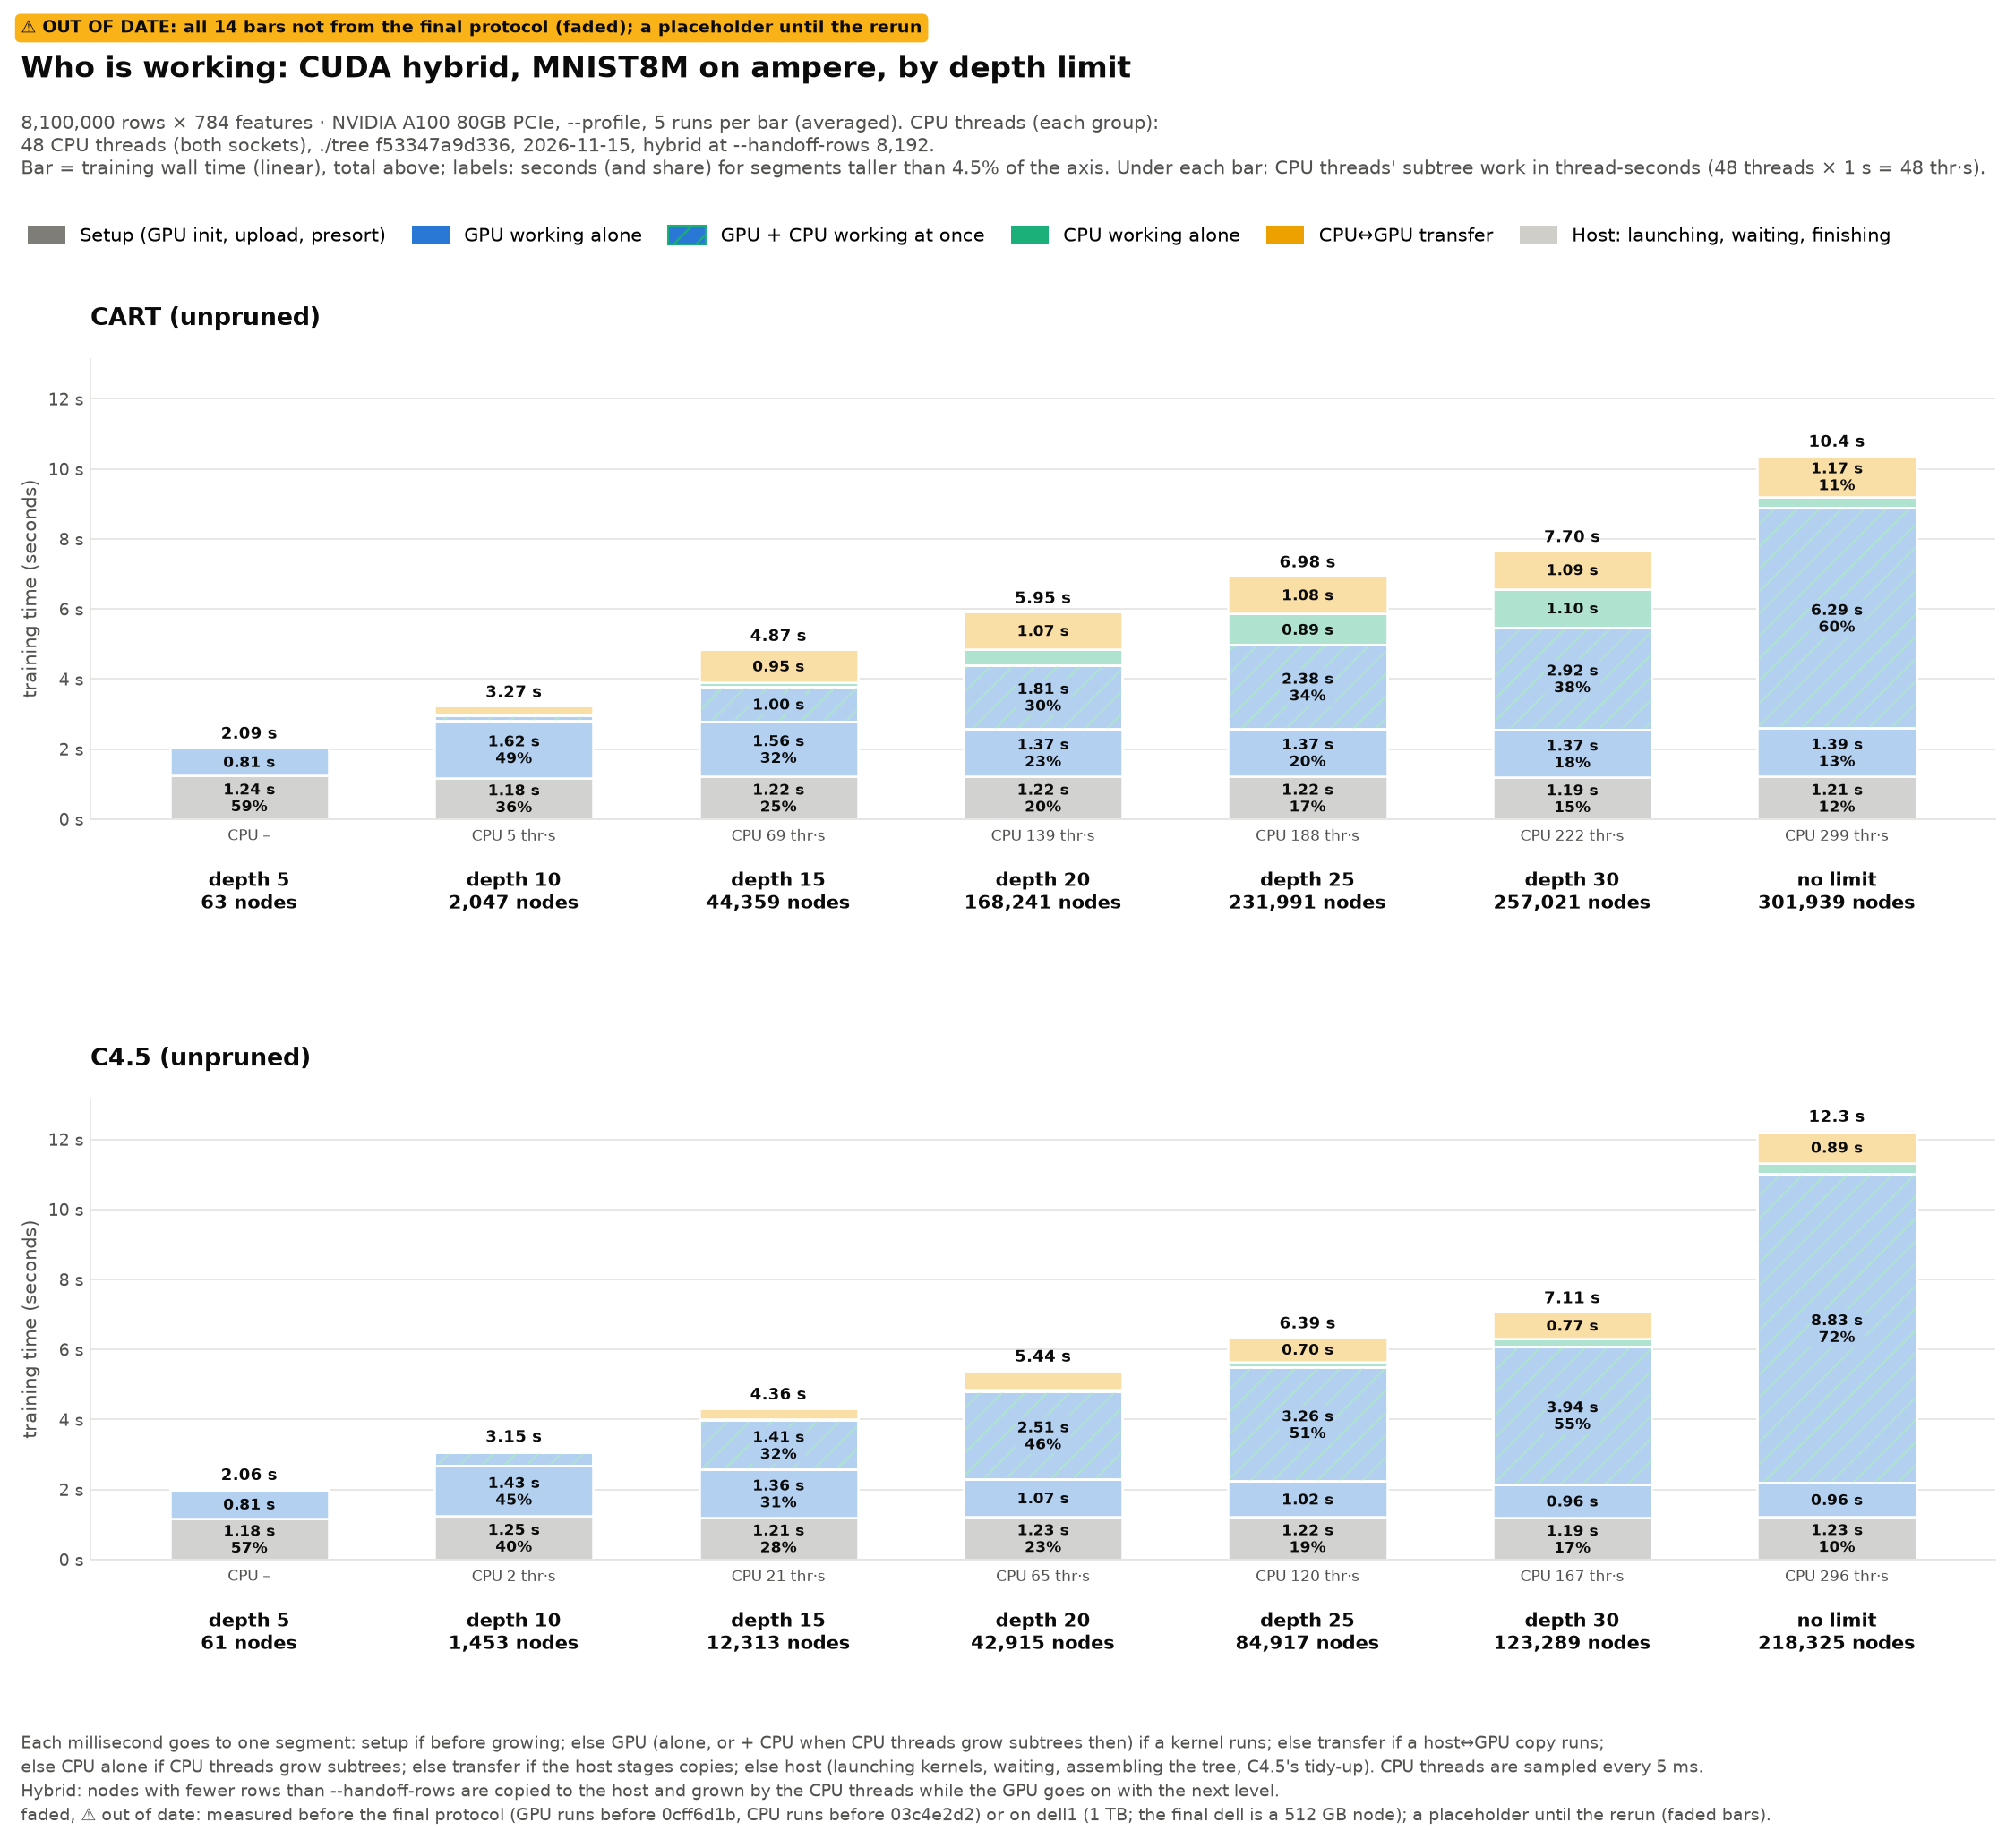 ⚠ OUT OF DATE: all 14 bars not from the final protocol (faded); a placeholder until the rerun
Who is working: CUDA hybrid, MNIST8M on ampere, by depth limit
8,100,000 rows × 784 features · NVIDIA A100 80GB PCIe, --profile, 5 runs per bar (averaged). CPU threads (each group):
48 CPU threads (both sockets), ./tree f53347a9d336, 2026-11-15, hybrid at --handoff-rows 8,192.
Bar = training wall time (linear), total above; labels: seconds (and share) for segments taller than 4.5% of the axis. Under each bar: CPU threads' subtree work in thread-seconds (48 threads × 1 s = 48 thr·s).
Setup (GPU init, upload, presort)
GPU working alone
GPU + CPU working at once
CPU working alone
CPU↔GPU transfer
Host: launching, waiting, finishing
CART (unpruned)
training time (seconds)
12 s
10 s
8 s
6 s
4 s
2 s
0 s
2.09 s
0.81 s
1.24 s
59%
3.27 s
1.62 s
49%
1.18 s
36%
4.87 s
0.95 s
1.00 s
1.56 s
32%
1.22 s
25%
5.95 s
1.07 s
1.81 s
30%
1.37 s
23%
1.22 s
20%
6.98 s
1.08 s
0.89 s
2.38 s
34%
1.37 s
20%
1.22 s
17%
7.70 s
1.09 s
1.10 s
2.92 s
38%
1.37 s
18%
1.19 s
15%
10.4 s
1.17 s
11%
6.29 s
60%
1.39 s
13%
1.21 s
12%
CPU –
CPU 5 thr·s
CPU 69 thr·s
CPU 139 thr·s
CPU 188 thr·s
CPU 222 thr·s
CPU 299 thr·s
depth 5
63 nodes
depth 10
2,047 nodes
depth 15
44,359 nodes
depth 20
168,241 nodes
depth 25
231,991 nodes
depth 30
257,021 nodes
no limit
301,939 nodes
C4.5 (unpruned)
training time (seconds)
12 s
10 s
8 s
6 s
4 s
2 s
0 s
2.06 s
0.81 s
1.18 s
57%
3.15 s
1.43 s
45%
1.25 s
40%
4.36 s
1.41 s
32%
1.36 s
31%
1.21 s
28%
5.44 s
2.51 s
46%
1.07 s
1.23 s
23%
6.39 s
0.70 s
3.26 s
51%
1.02 s
1.22 s
19%
7.11 s
0.77 s
3.94 s
55%
0.96 s
1.19 s
17%
12.3 s
0.89 s
8.83 s
72%
0.96 s
1.23 s
10%
CPU –
CPU 2 thr·s
CPU 21 thr·s
CPU 65 thr·s
CPU 120 thr·s
CPU 167 thr·s
CPU 296 thr·s
depth 5
61 nodes
depth 10
1,453 nodes
depth 15
12,313 nodes
depth 20
42,915 nodes
depth 25
84,917 nodes
depth 30
123,289 nodes
no limit
218,325 nodes
Each millisecond goes to one segment: setup if before growing; else GPU (alone, or + CPU when CPU threads grow subtrees then) if a kernel runs; else transfer if a host↔GPU copy runs;
else CPU alone if CPU threads grow subtrees; else transfer if the host stages copies; else host (launching kernels, waiting, assembling the tree, C4.5's tidy-up). CPU threads are sampled every 5 ms.
Hybrid: nodes with fewer rows than --handoff-rows are copied to the host and grown by the CPU threads while the GPU goes on with the next level.
faded, ⚠ out of date: measured before the final protocol (GPU runs before 0cff6d1b, CPU runs before 03c4e2d2) or on dell1 (1 TB; the final dell is a 512 GB node); a placeholder until the rerun (faded bars).